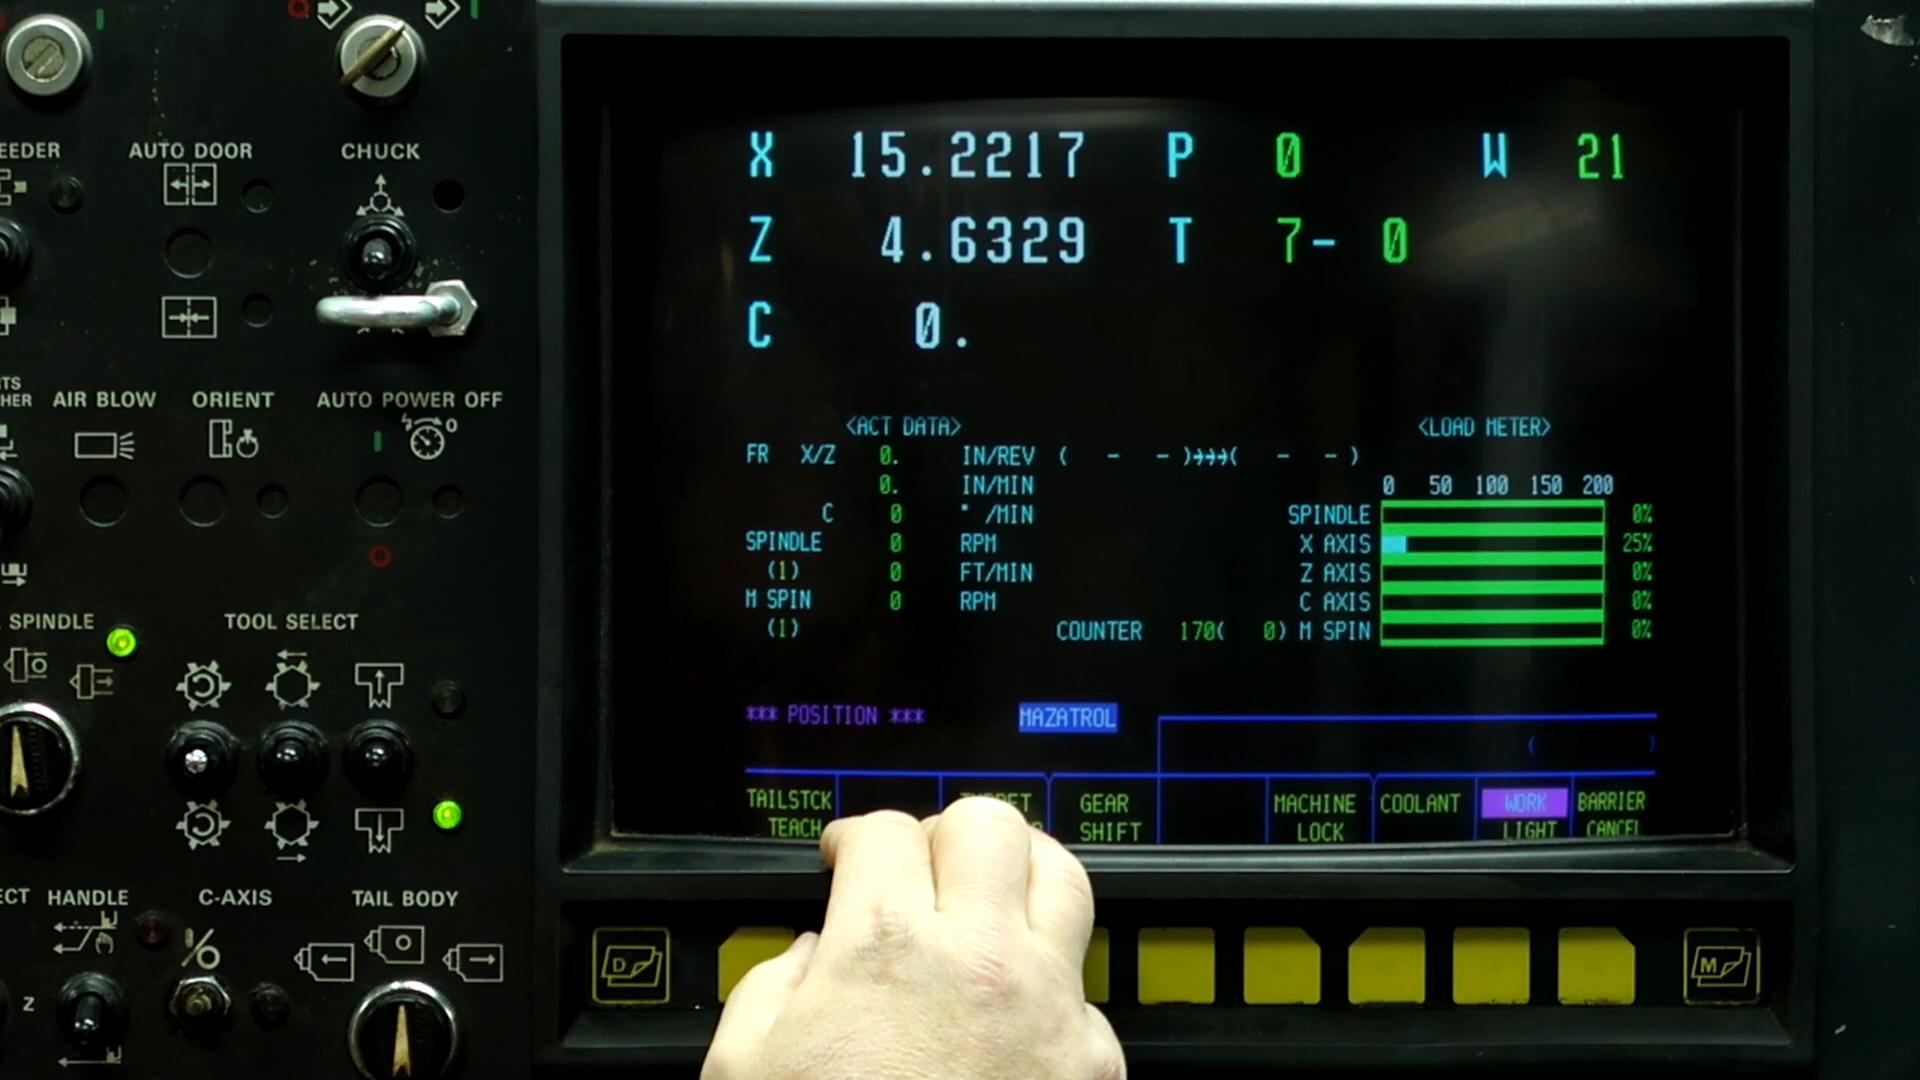 X 15.2217 P 0 W 21
Z 4.6329 T 7- 0
C 0.
<ACT DATA> <LOAD METER>
FR X/Z 0. IN/REV ( - - )→→→( - - )
0. IN/MIN
0 50 100 150 200
C 0 ° /MIN SPINDLE 0%
SPINDLE 0 RPM X AXIS 25%
(1) 0 FT/MIN Z AXIS 0%
M SPIN 0 RPM C AXIS 0%
(1) COUNTER 170( 0) M SPIN 0%
*** POSITION *** MAZATROL
( )
TAILSTCK TEACH
GEAR SHIFT
MACHINE LOCK
COOLANT
WORK LIGHT
BARRIER CANCEL
D
M
AUTO DOOR
CHUCK
AIR BLOW
ORIENT
AUTO POWER OFF
SPINDLE
TOOL SELECT
HANDLE
C-AXIS
TAIL BODY
Z